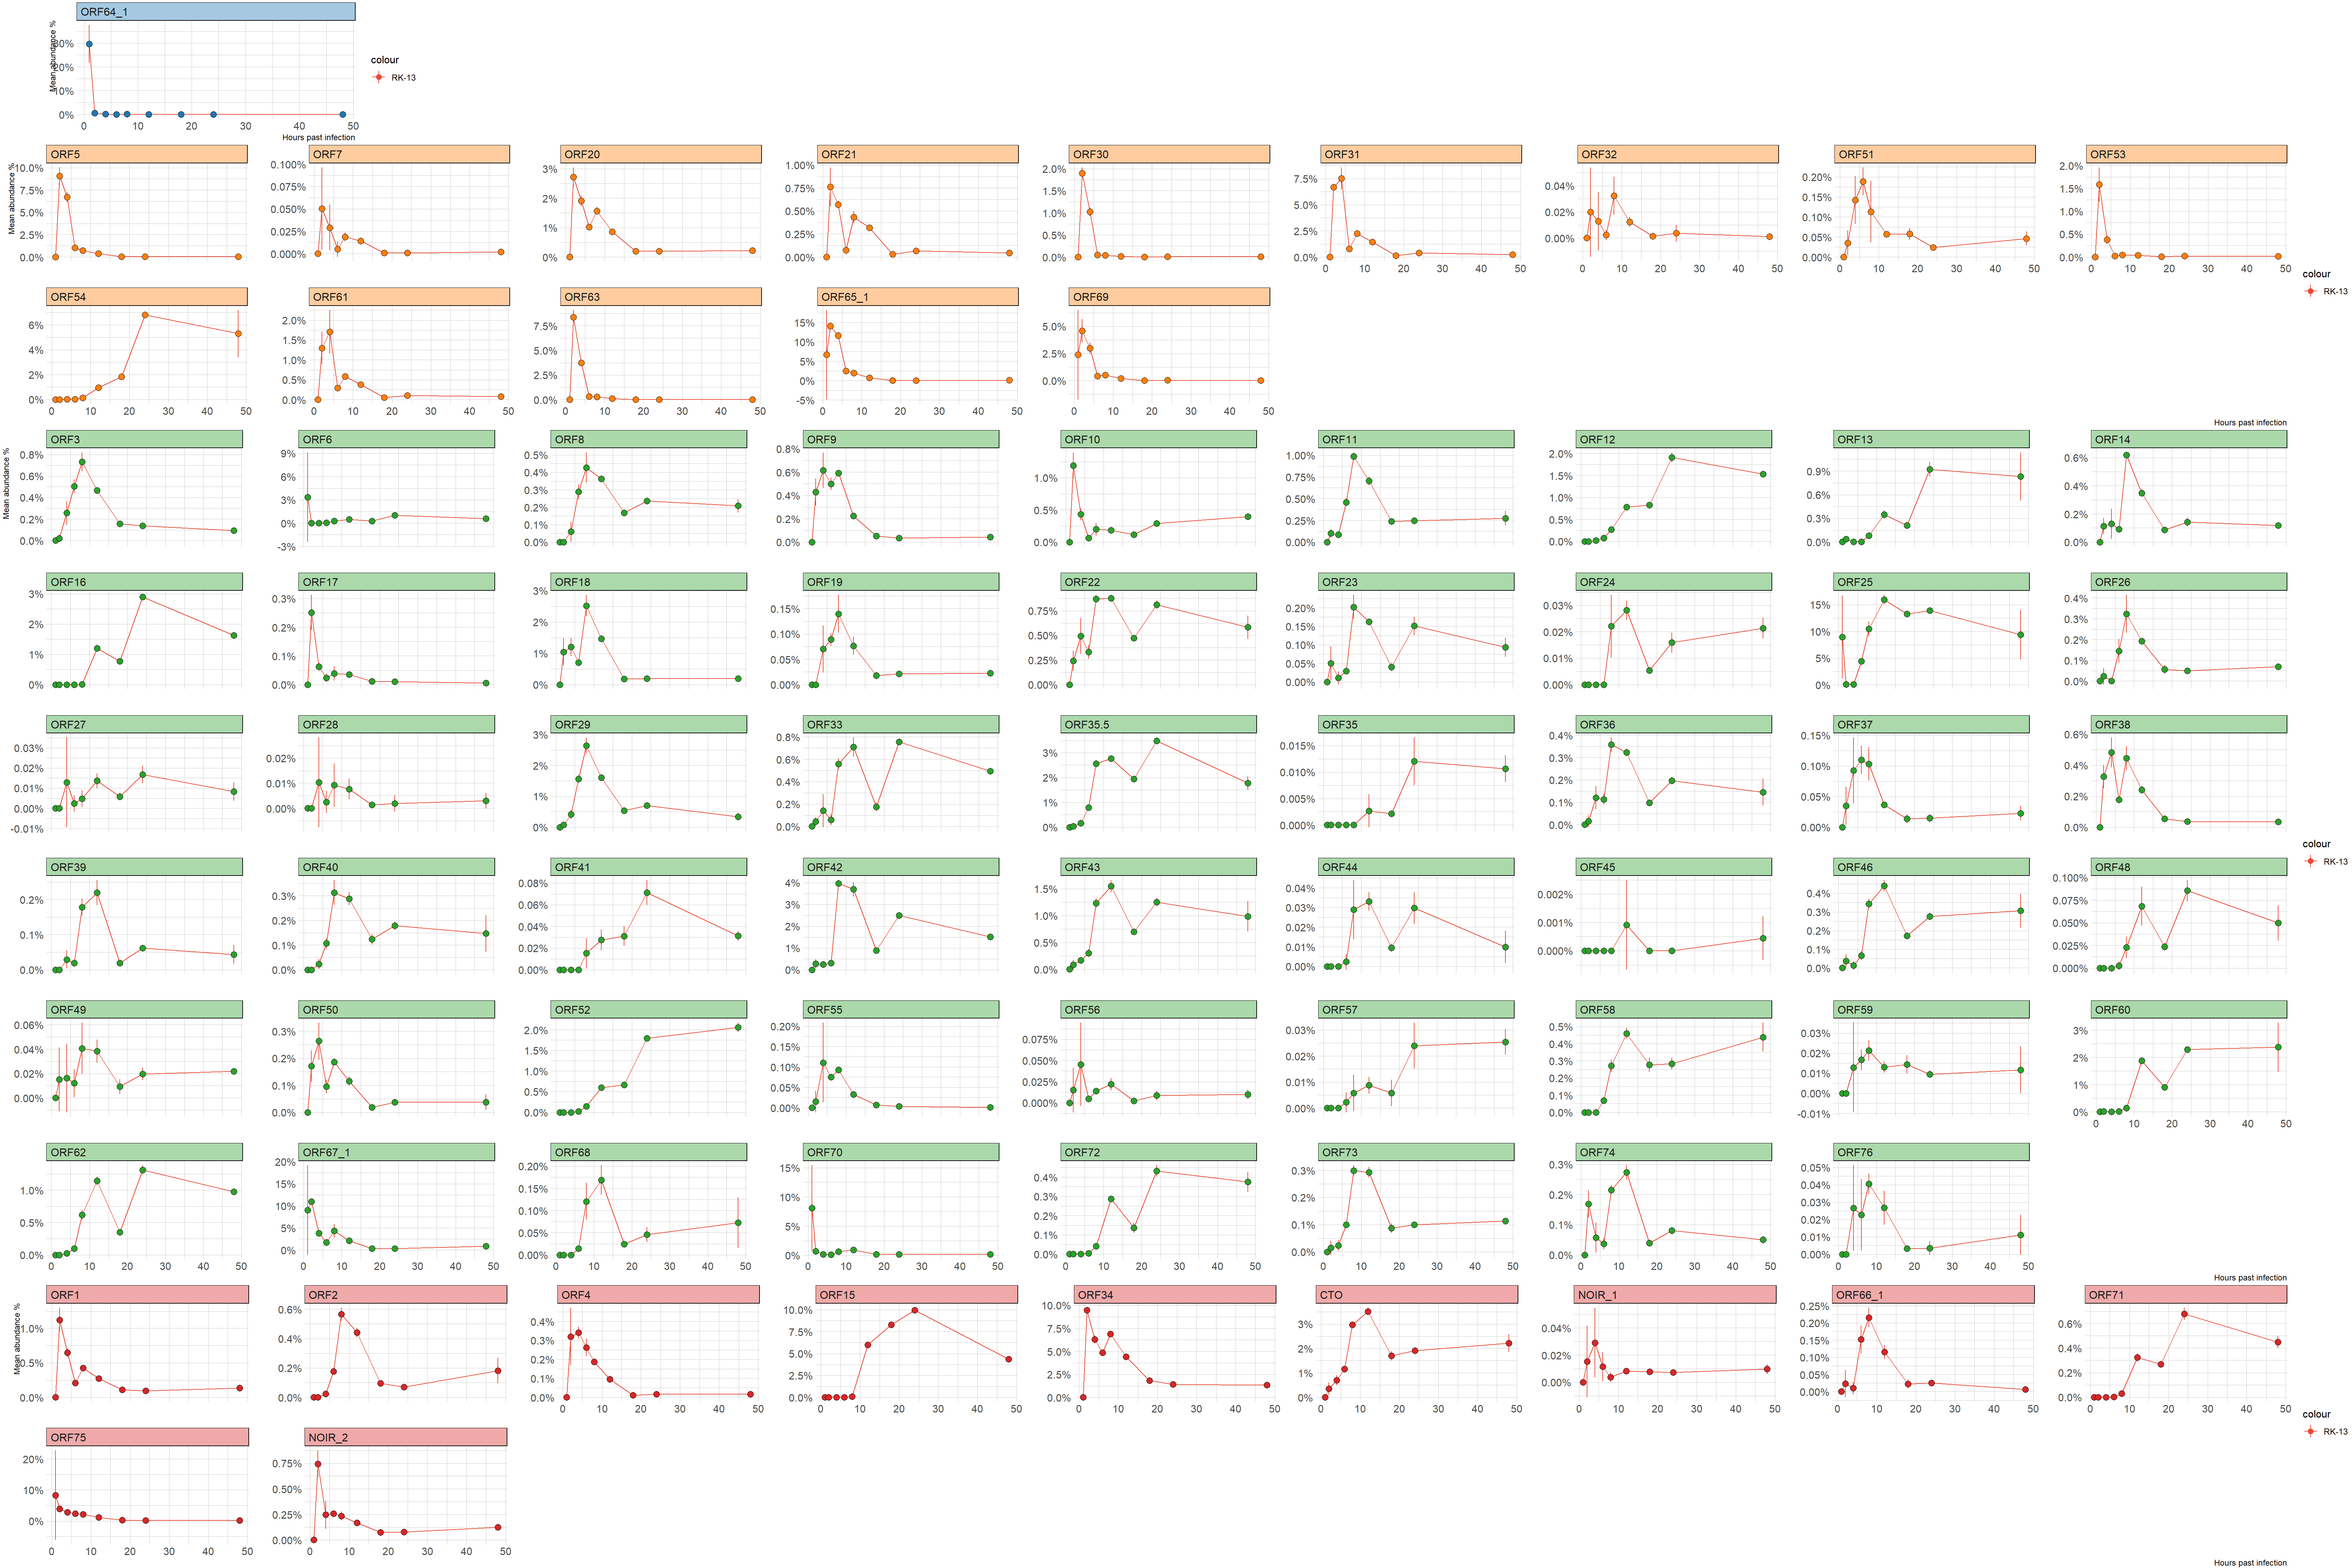 ORF64_1
Mean abundance %
30%
20%
10%
0%
0 10 20 30 40 50
Hours past infection
colour
RK-13
ORF5 ORF7 ORF20 ORF21 ORF30 ORF31 ORF32 ORF51 ORF53
Mean abundance %
10.0% 7.5% 5.0% 2.5% 0.0%
0.100% 0.075% 0.050% 0.025% 0.000%
3% 2% 1% 0%
1.00% 0.75% 0.50% 0.25% 0.00%
2.0% 1.5% 1.0% 0.5% 0.0%
7.5% 5.0% 2.5% 0.0%
0.04% 0.02% 0.00%
0.20% 0.15% 0.10% 0.05% 0.00%
2.0% 1.5% 1.0% 0.5% 0.0%
0 10 20 30 40 50
0 10 20 30 40 50
0 10 20 30 40 50
0 10 20 30 40 50
colour
RK-13
ORF54 ORF61 ORF63 ORF65_1 ORF69
6% 4% 2% 0%
2.0% 1.5% 1.0% 0.5% 0.0%
7.5% 5.0% 2.5% 0.0%
15% 10% 5% 0% -5%
5.0% 2.5% 0.0%
0 10 20 30 40 50
0 10 20 30 40 50
0 10 20 30 40 50
0 10 20 30 40 50
0 10 20 30 40 50
Hours past infection
ORF3 ORF6 ORF8 ORF9 ORF10 ORF11 ORF12 ORF13 ORF14
Mean abundance %
0.8% 0.6% 0.4% 0.2% 0.0%
9% 6% 3% 0% -3%
0.5% 0.4% 0.3% 0.2% 0.1% 0.0%
0.8% 0.6% 0.4% 0.2% 0.0%
1.0% 0.5% 0.0%
1.00% 0.75% 0.50% 0.25% 0.00%
2.0% 1.5% 1.0% 0.5% 0.0%
0.9% 0.6% 0.3% 0.0%
0.6% 0.4% 0.2% 0.0%
ORF16 ORF17 ORF18 ORF19 ORF22 ORF23 ORF24 ORF25 ORF26
3% 2% 1% 0%
0.3% 0.2% 0.1% 0.0%
3% 2% 1% 0%
0.15% 0.10% 0.05% 0.00%
0.75% 0.50% 0.25% 0.00%
0.20% 0.15% 0.10% 0.05% 0.00%
0.03% 0.02% 0.01% 0.00%
15% 10% 5% 0%
0.4% 0.3% 0.2% 0.1% 0.0%
ORF27 ORF28 ORF29 ORF33 ORF35.5 ORF35 ORF36 ORF37 ORF38
0.03% 0.02% 0.01% 0.00% -0.01%
0.02% 0.01% 0.00%
3% 2% 1% 0%
0.8% 0.6% 0.4% 0.2% 0.0%
3% 2% 1% 0%
0.015% 0.010% 0.005% 0.000%
0.4% 0.3% 0.2% 0.1% 0.0%
0.15% 0.10% 0.05% 0.00%
0.6% 0.4% 0.2% 0.0%
colour
RK-13
ORF39 ORF40 ORF41 ORF42 ORF43 ORF44 ORF45 ORF46 ORF48
0.2% 0.1% 0.0%
0.3% 0.2% 0.1% 0.0%
0.08% 0.06% 0.04% 0.02% 0.00%
4% 3% 2% 1% 0%
1.5% 1.0% 0.5% 0.0%
0.04% 0.03% 0.02% 0.01% 0.00%
0.002% 0.001% 0.000%
0.4% 0.3% 0.2% 0.1% 0.0%
0.100% 0.075% 0.050% 0.025% 0.000%
ORF49 ORF50 ORF52 ORF55 ORF56 ORF57 ORF58 ORF59 ORF60
0.06% 0.04% 0.02% 0.00%
0.3% 0.2% 0.1% 0.0%
2.0% 1.5% 1.0% 0.5% 0.0%
0.20% 0.15% 0.10% 0.05% 0.00%
0.075% 0.050% 0.025% 0.000%
0.03% 0.02% 0.01% 0.00%
0.5% 0.4% 0.3% 0.2% 0.1% 0.0%
0.03% 0.02% 0.01% 0.00% -0.01%
3% 2% 1% 0%
10 20 30 40 50
ORF62 ORF67_1 ORF68 ORF70 ORF72 ORF73 ORF74 ORF76
1.0% 0.5% 0.0%
20% 15% 10% 5% 0%
0.20% 0.15% 0.10% 0.05% 0.00%
15% 10% 5% 0%
0.4% 0.3% 0.2% 0.1% 0.0%
0.3% 0.2% 0.1% 0.0%
0.3% 0.2% 0.1% 0.0%
0.05% 0.04% 0.03% 0.02% 0.01% 0.00%
0 10 20 30 40 50
0 10 20 30 40 50
0 10 20 30 40 50
0 10 20 30 40 50
0 10 20 30 40 50
0 10 20 30 40 50
0 10 20 30 40 50
0 10 20 30 40 50
Hours past infection
ORF1 ORF2 ORF4 ORF15 ORF34 CTO NOIR_1 ORF66_1 ORF71
Mean abundance %
1.0% 0.5% 0.0%
0.6% 0.4% 0.2% 0.0%
0.4% 0.3% 0.2% 0.1% 0.0%
10.0% 7.5% 5.0% 2.5% 0.0%
10.0% 7.5% 5.0% 2.5% 0.0%
3% 2% 1% 0%
0.04% 0.02% 0.00%
0.25% 0.20% 0.15% 0.10% 0.05% 0.00%
0.6% 0.4% 0.2% 0.0%
0 10 20 30 40 50
0 10 20 30 40 50
0 10 20 30 40 50
0 10 20 30 40 50
0 10 20 30 40 50
0 10 20 30 40 50
0 10 20 30 40 50
colour
RK-13
ORF75 NOIR_2
20% 10% 0%
0.75% 0.50% 0.25% 0.00%
0 10 20 30 40 50
0 10 20 30 40 50
Hours past infection